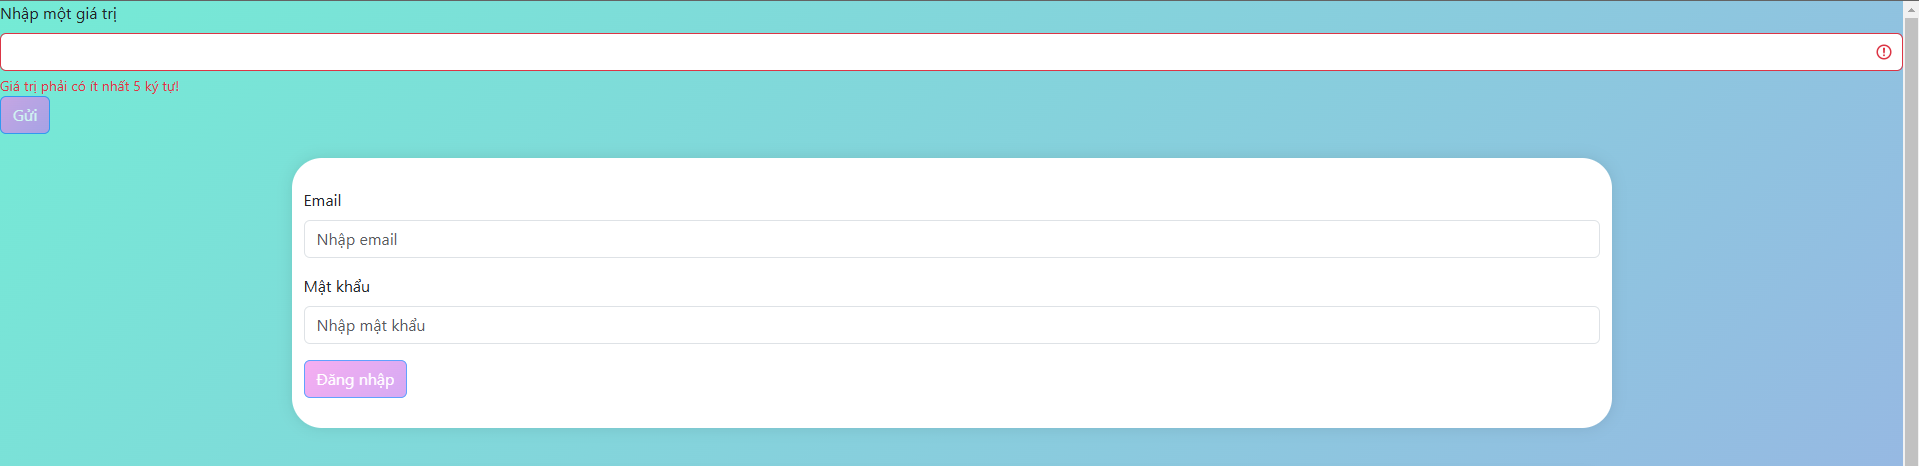 Nhập một giá trị
Giá trị phải có ít nhất 5 ký tự!
Gửi
Email
Nhập email
Mật khẩu
Nhập mật khẩu
Đăng nhập